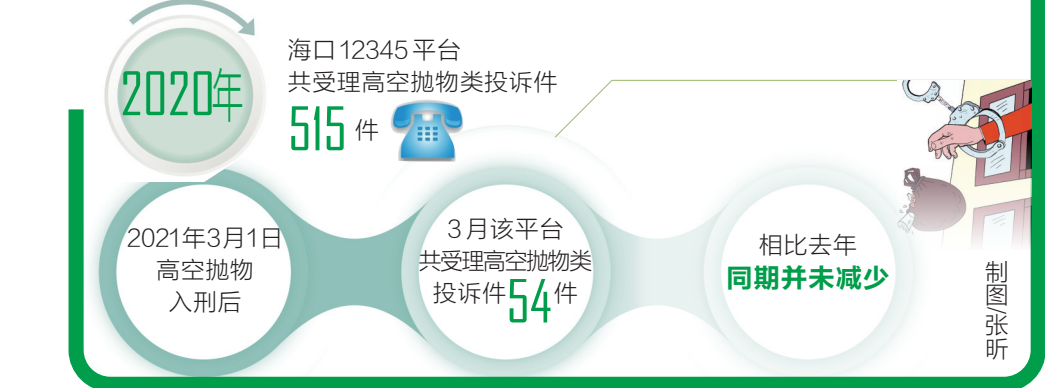 2020年
海口12345平台
共受理高空抛物类投诉件
515件
2021年3月1日
高空抛物
入刑后
3月该平台
共受理高空抛物类
投诉件54件
相比去年
同期并未减少
制图/张昕